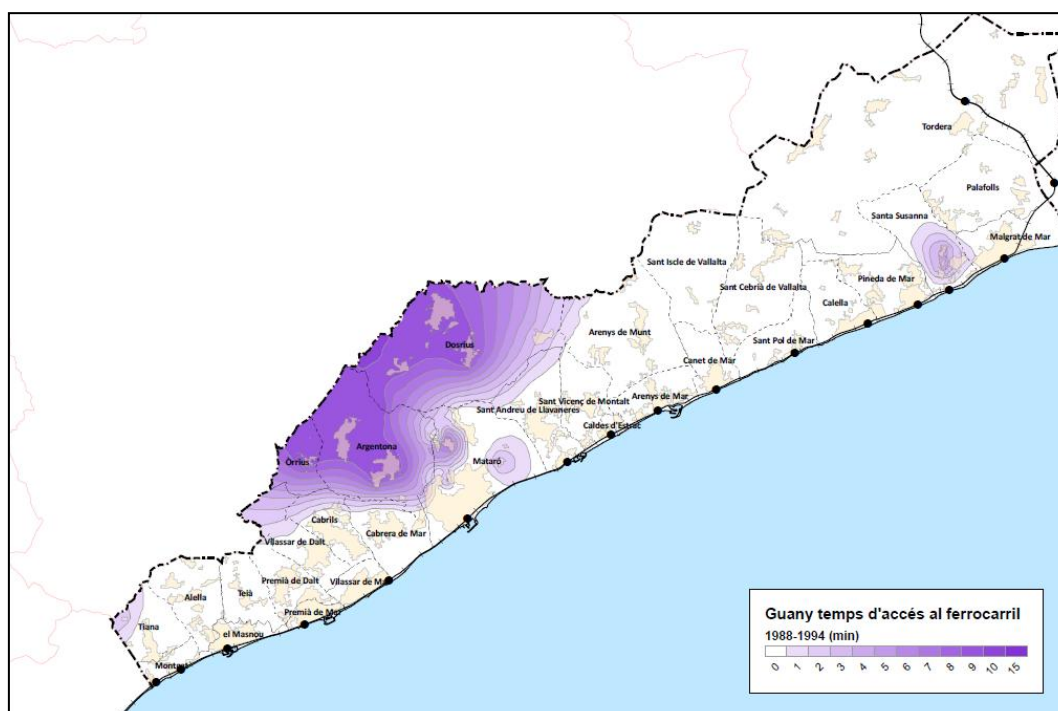 Tordera
Palafolls
Santa Susanna
Malgrat de Mar
Sant Iscle de Vallalta
Pineda de Mar
Sant Cebrià de Vallalta
Calella
Arenys de Munt
Sant Pol de Mar
Dosrius
Canet de Mar
Arenys de Mar
Sant Vicenç de Montalt
Sant Andreu de Llavaneres
Caldes d'Estrac
Argentona
Mataró
Òrrius
Cabrils
Cabrera de Mar
Vilassar de Dalt
Premià de Dalt
Vilassar de M
Teià
Alella
Premià de Mar
Tiana
el Masnou
Montgat
Guany temps d'accés al ferrocarril
1988-1994 (min)
0 1 2 3 4 5 6 7 8 9 10 15